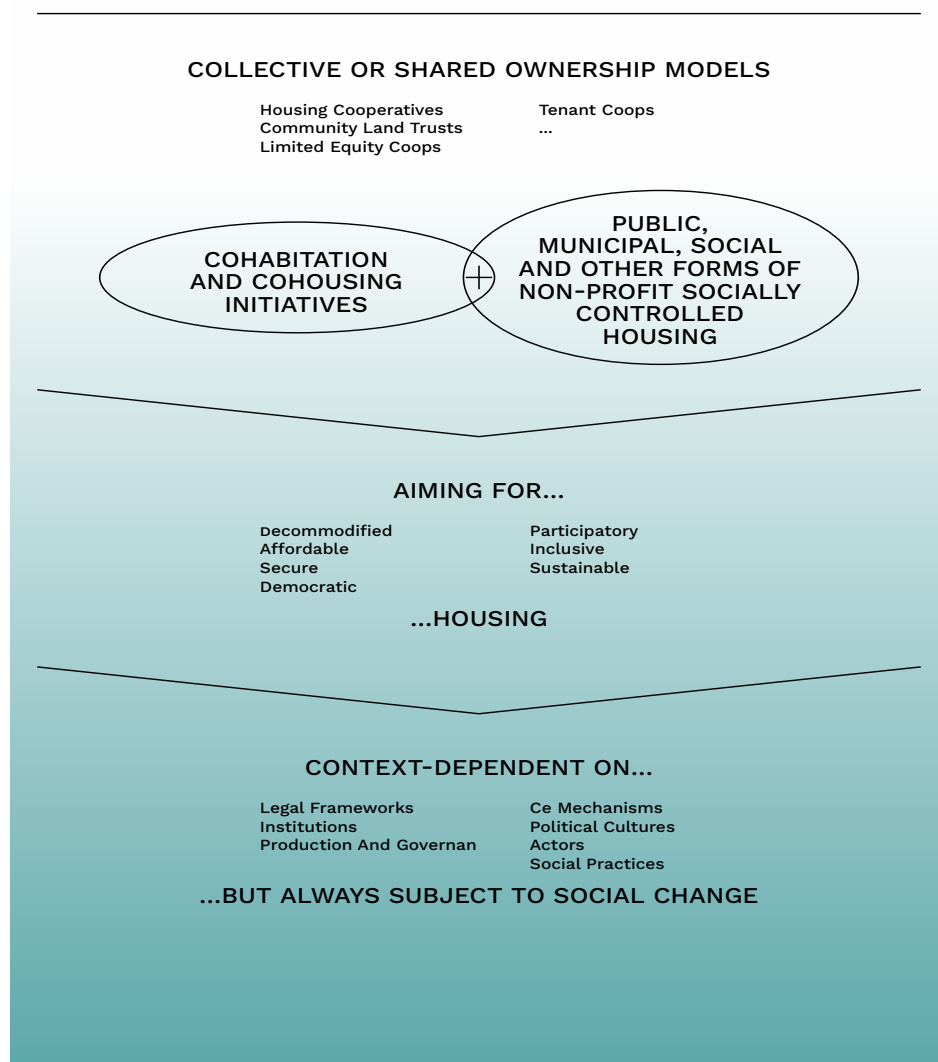 COLLECTIVE OR SHARED OWNERSHIP MODELS
Housing Cooperatives
Community Land Trusts
Limited Equity Coops
Tenant Coops
...
COHABITATION
AND COHOUSING
INITIATIVES
+
PUBLIC,
MUNICIPAL, SOCIAL
AND OTHER FORMS OF
NON-PROFIT SOCIALLY
CONTROLLED
HOUSING
AIMING FOR...
Decommodified
Affordable
Secure
Democratic
Participatory
Inclusive
Sustainable
...HOUSING
CONTEXT-DEPENDENT ON...
Legal Frameworks
Institutions
Production And Governan
Ce Mechanisms
Political Cultures
Actors
Social Practices
...BUT ALWAYS SUBJECT TO SOCIAL CHANGE